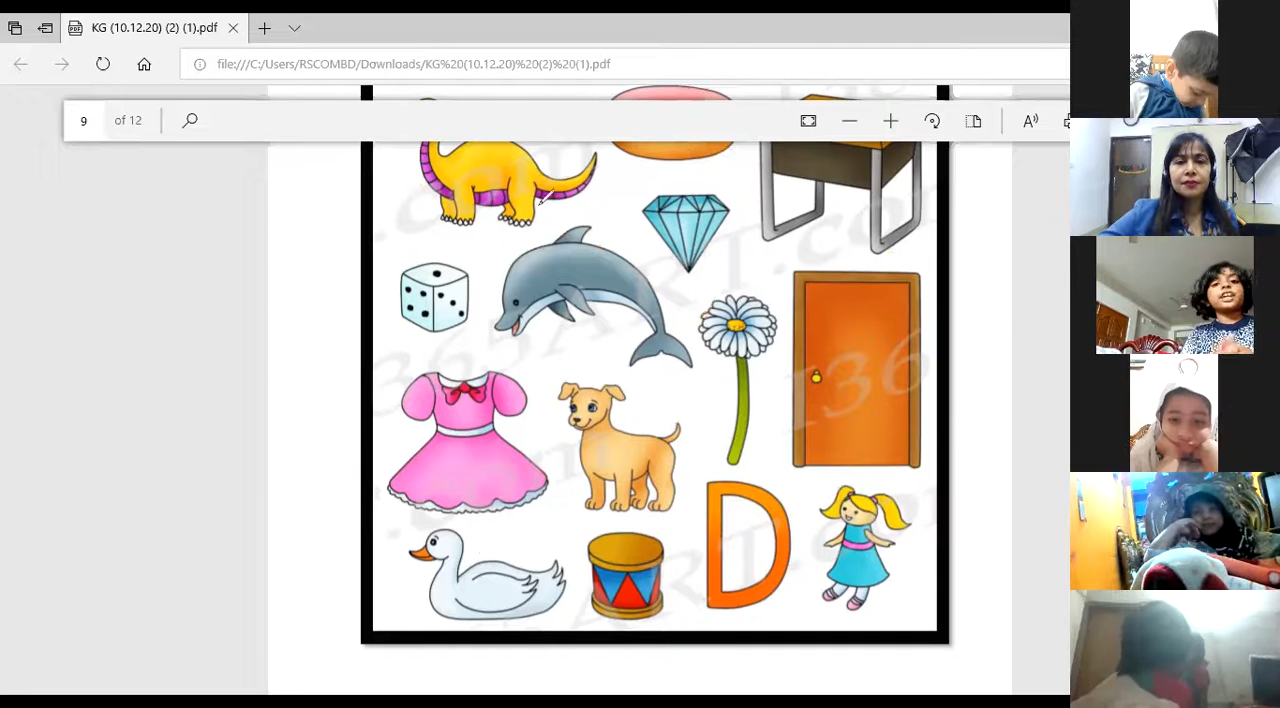 KG (10.12.20) (2) (1).pdf
file:///C:/Users/RSCOMBD/Downloads/KG%20(10.12.20)%20(2)%20(1).pdf
9 of 12
D